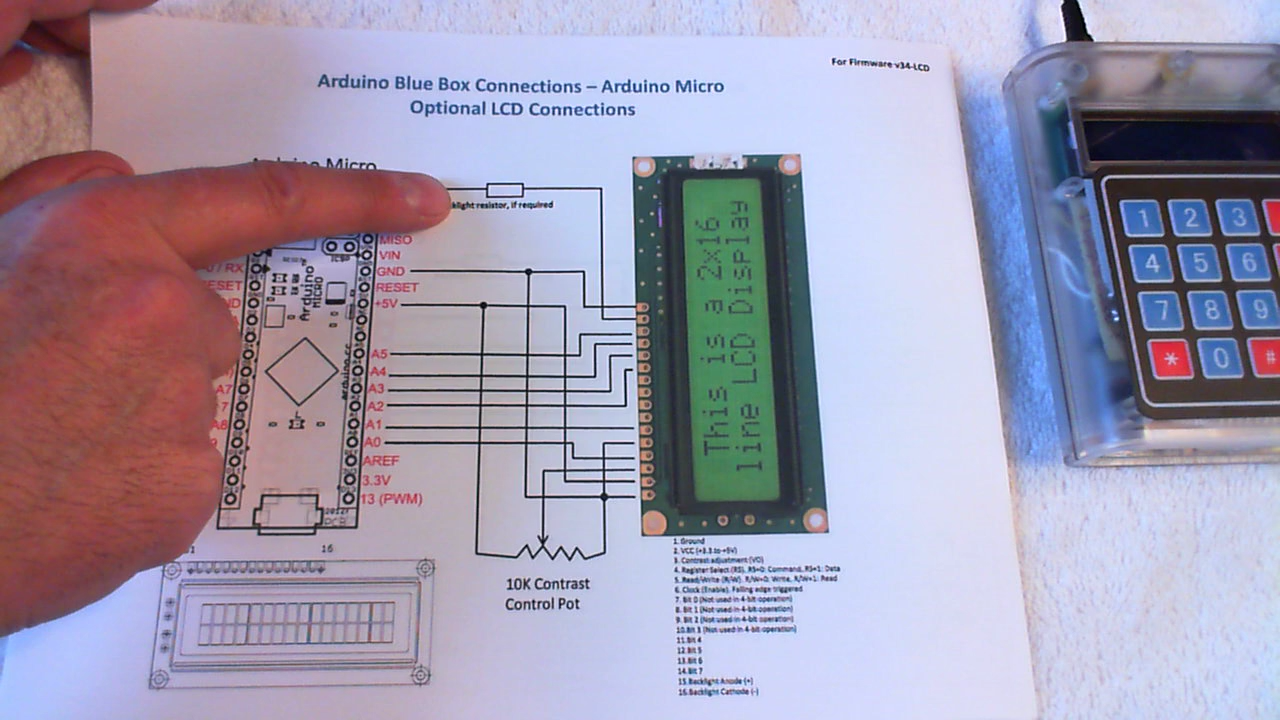 For Firmware v34-LCD
Arduino Blue Box Connections – Arduino Micro
Optional LCD Connections
Arduino Micro
resistor, if required
MISO
VIN
GND
RESET
+5V
A5
A4
A3
A2
A1
A0
AREF
3.3V
13 (PWM)
/ RX
A7
7
ICSP
Arduino
MICRO
arduino.cc
L
PCB
This is a 2x16
line LCD Display
16
10K Contrast
Control Pot
1. Ground
2. VCC (+3.3 to +5V)
3. Contrast adjustment (VO)
4. Register Select (RS). RS=0: Command, RS=1: Data
5. Read/Write (R/W). R/W=0: Write, R/W=1: Read
6. Clock (Enable). Falling edge triggered
7. Bit 0 (Not used in 4-bit operation)
8. Bit 1 (Not used in 4-bit operation)
9. Bit 2 (Not used in 4-bit operation)
10. Bit 3 (Not used in 4-bit operation)
11. Bit 4
12. Bit 5
13. Bit 6
14. Bit 7
15. Backlight Anode (+)
16. Backlight Cathode (-)
1 2 3
4 5 6
7 8 9
* 0 #